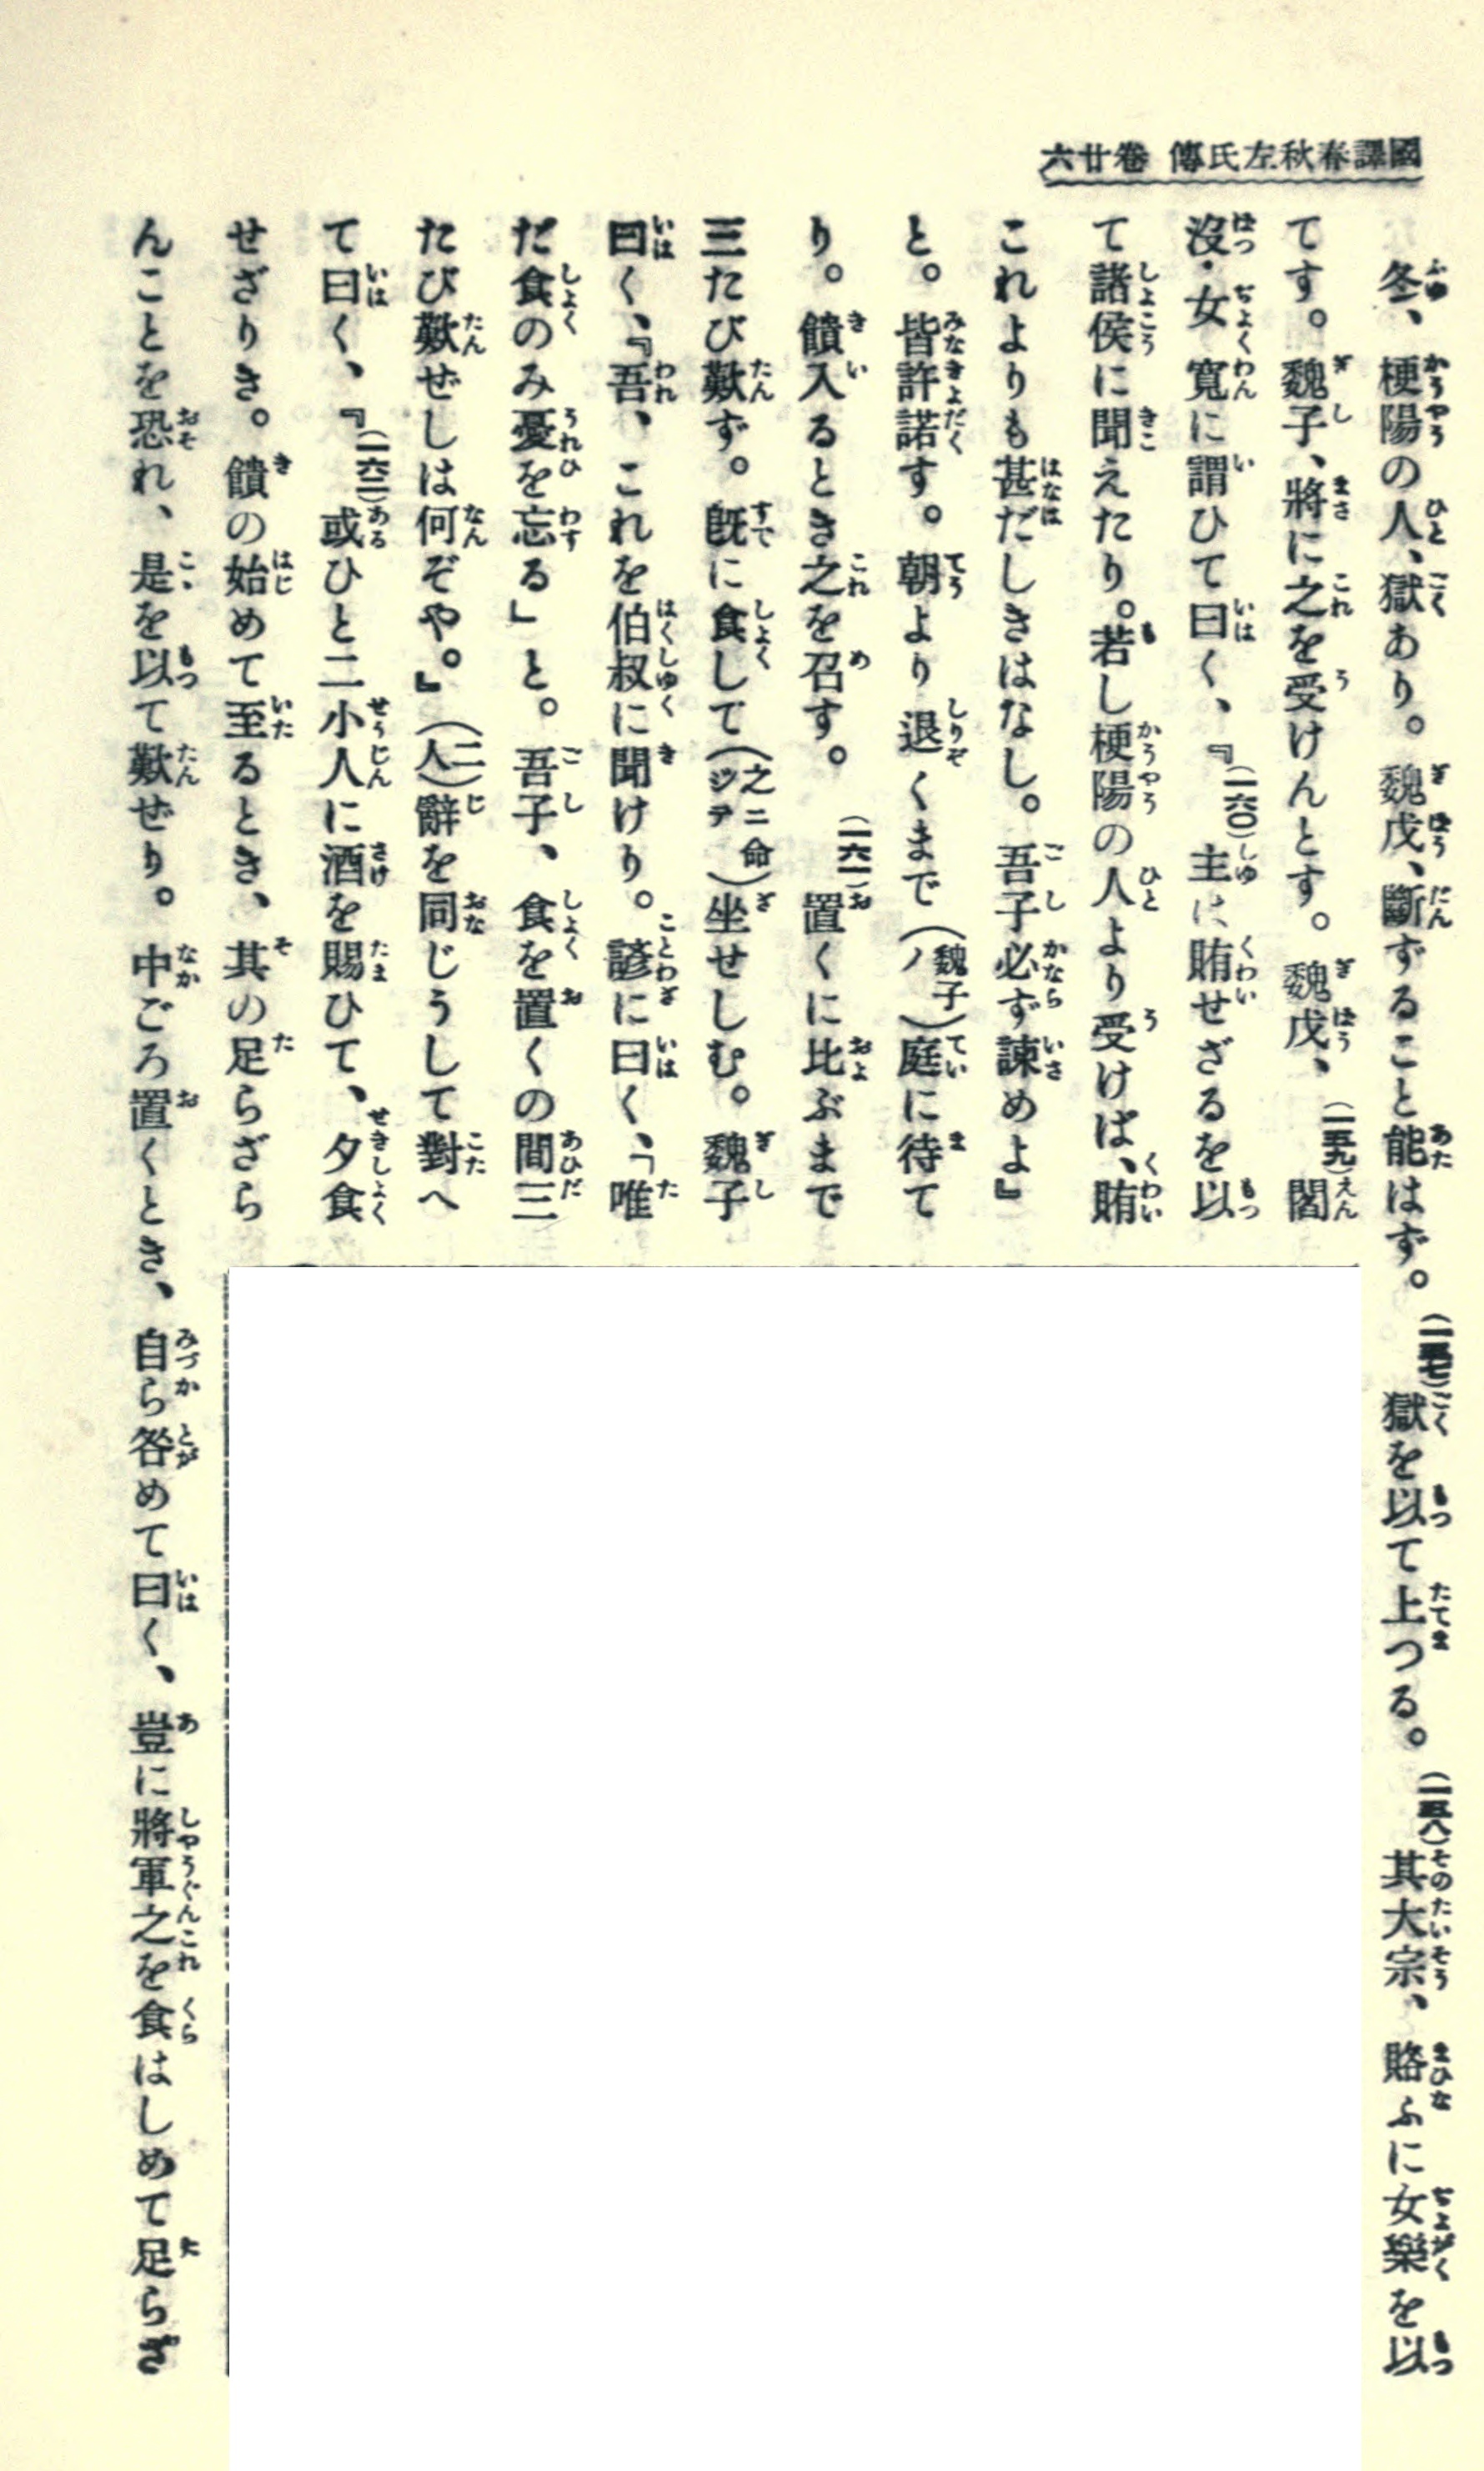 國譯春秋左氏傳 卷廿六
冬、梗陽の人、獄あり。魏戊、斷ずること能はず。(一五七)獄を以て上つる。(一五八)其大宗、賂ふに女樂を以
てす。魏子、將に之を受けんとす。魏戊、(一五九)閻
沒・女寬に謂ひて曰く、『(一六〇)主は賄せざるを以
て諸侯に聞えたり。若し梗陽の人より受けば、賄
これよりも甚だしきはなし。吾子必ず諫めよ』
と。皆許諾す。朝より退くまで(魏子ノ)庭に待て
り。饋入るとき之を召す。(一六一)置くに比ぶまで
三たび歎ず。旣に食して(之ニ命ジテ)坐せしむ。魏子
曰く、『吾、これを伯叔に聞けり。諺に曰く、「唯
だ食のみ憂を忘る」と。吾子、食を置くの間三
たび歎ぜしは何ぞや。』(二人)辭を同じうして對へ
て曰く、『(一六二)或ひと二小人に酒を賜ひて、夕食
せざりき。饋の始めて至るとき、其の足らざら
んことを恐れ、是を以て歎ぜり。中ごろ置くとき、自ら咎めて曰く、豈に將軍之を食はしめて足らざ